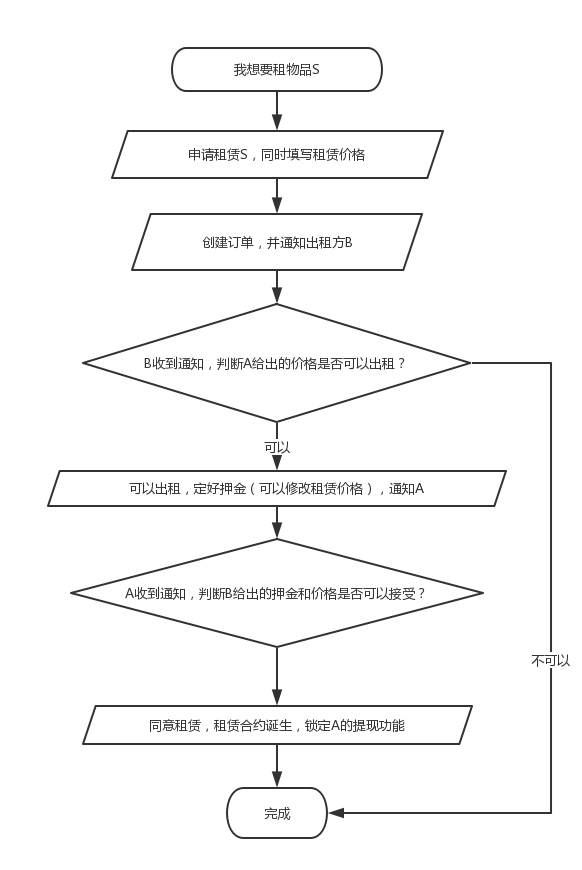 我想要租物品S
申请租赁S，同时填写租赁价格
创建订单，并通知出租方B
B收到通知，判断A给出的价格是否可以出租？
可以
可以出租，定好押金（可以修改租赁价格），通知A
A收到通知，判断B给出的押金和价格是否可以接受？
不可以
同意租赁，租赁合约诞生，锁定A的提现功能
完成